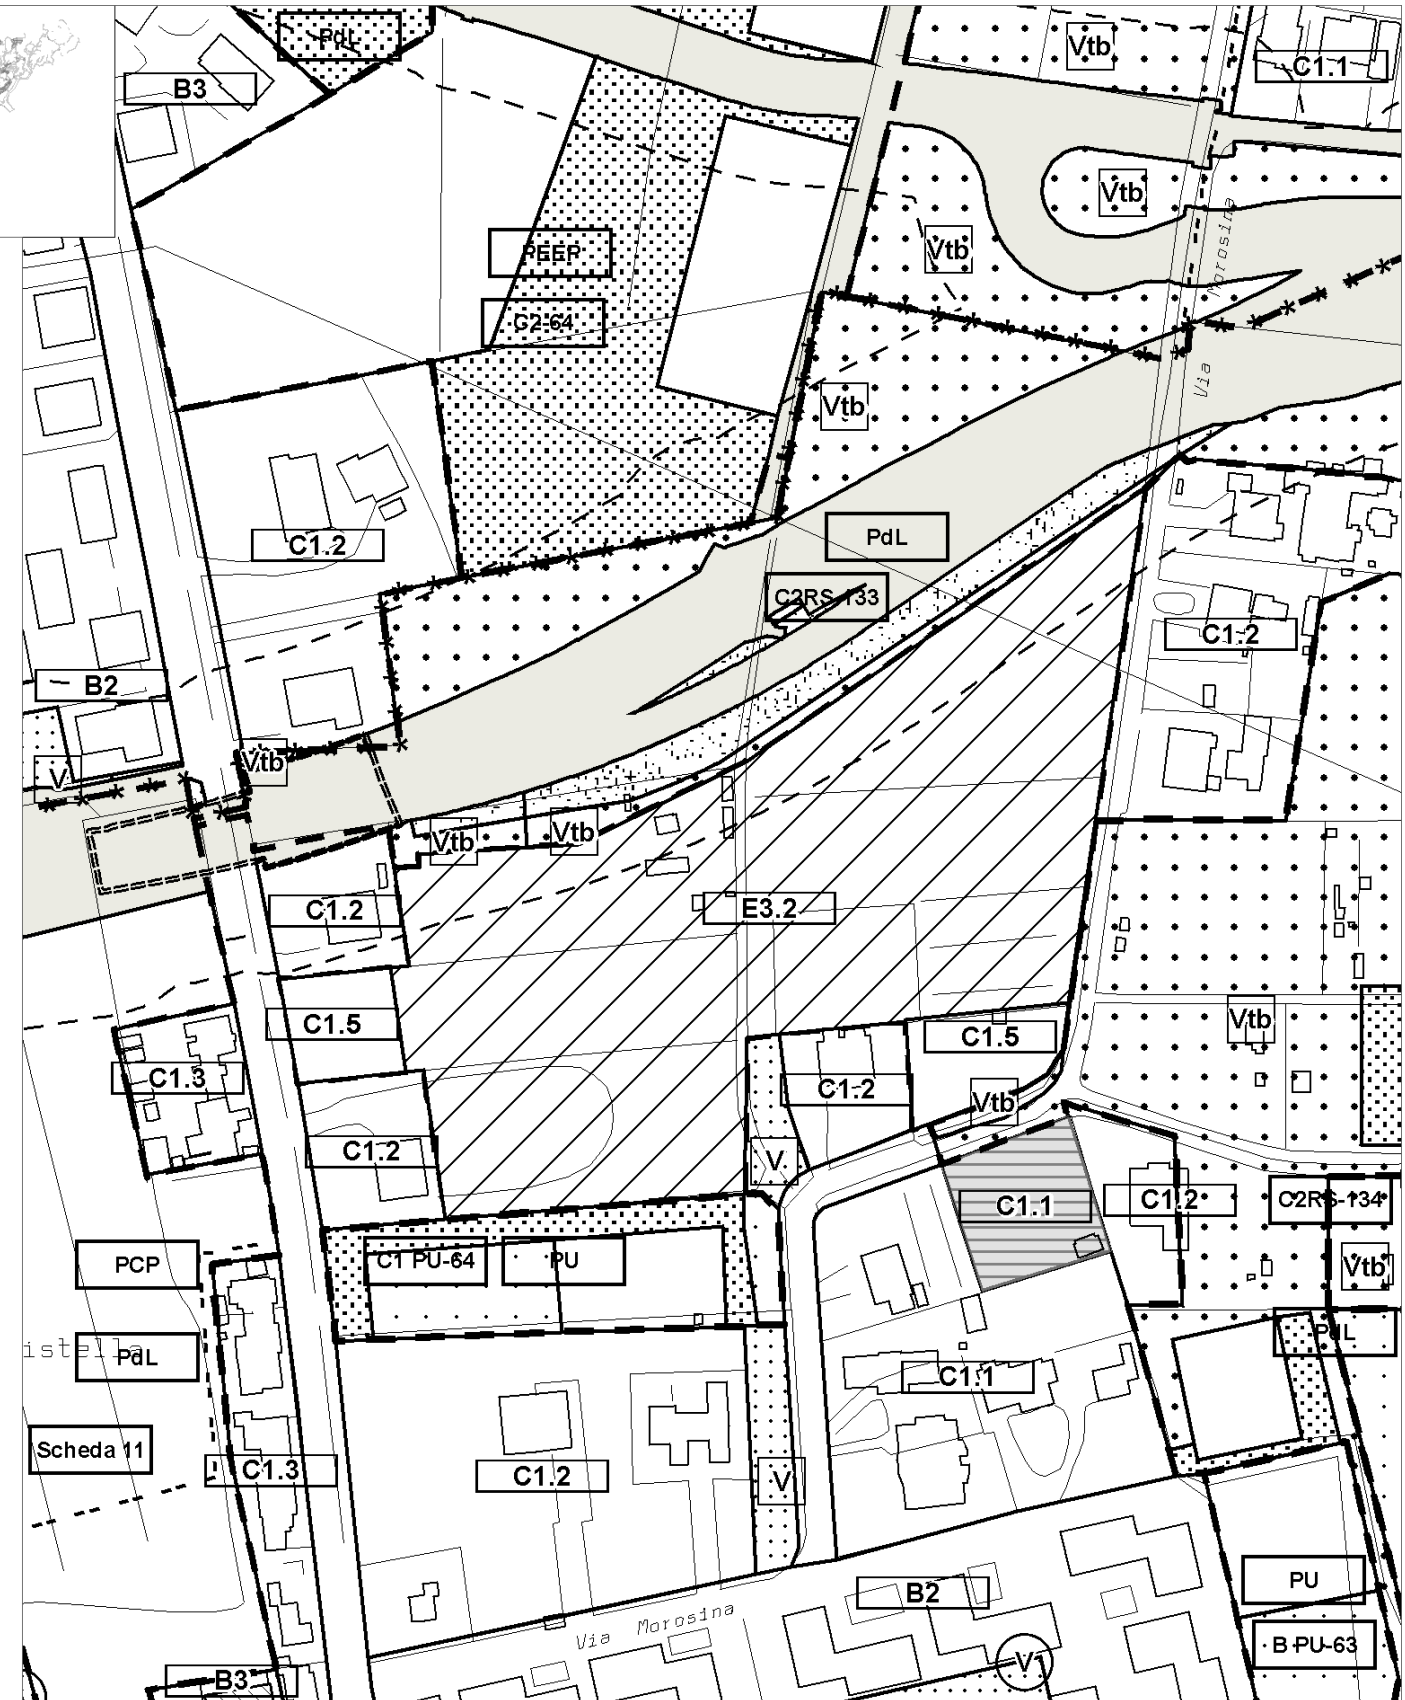 PdL
Vtb
C1.1
B3
Vtb
Via Morosina
PEEP
Vtb
C2-64
Vtb
PdL
C1.2
C2RS-133
C1.2
B2
Vtb
V
Vtb
Vtb
E3.2
C1.2
C1.5
Vtb
C1.5
C1.3
C1.2
Vtb
C1.2
V
C1.1
C1.2
C2RS-134
PCP
C1 PU-64
PU
Vtb
PdL
istella
PdL
C1.1
Scheda 11
C1.3
C1.2
V
PU
B2
Via Morosina
B PU-63
V
B3